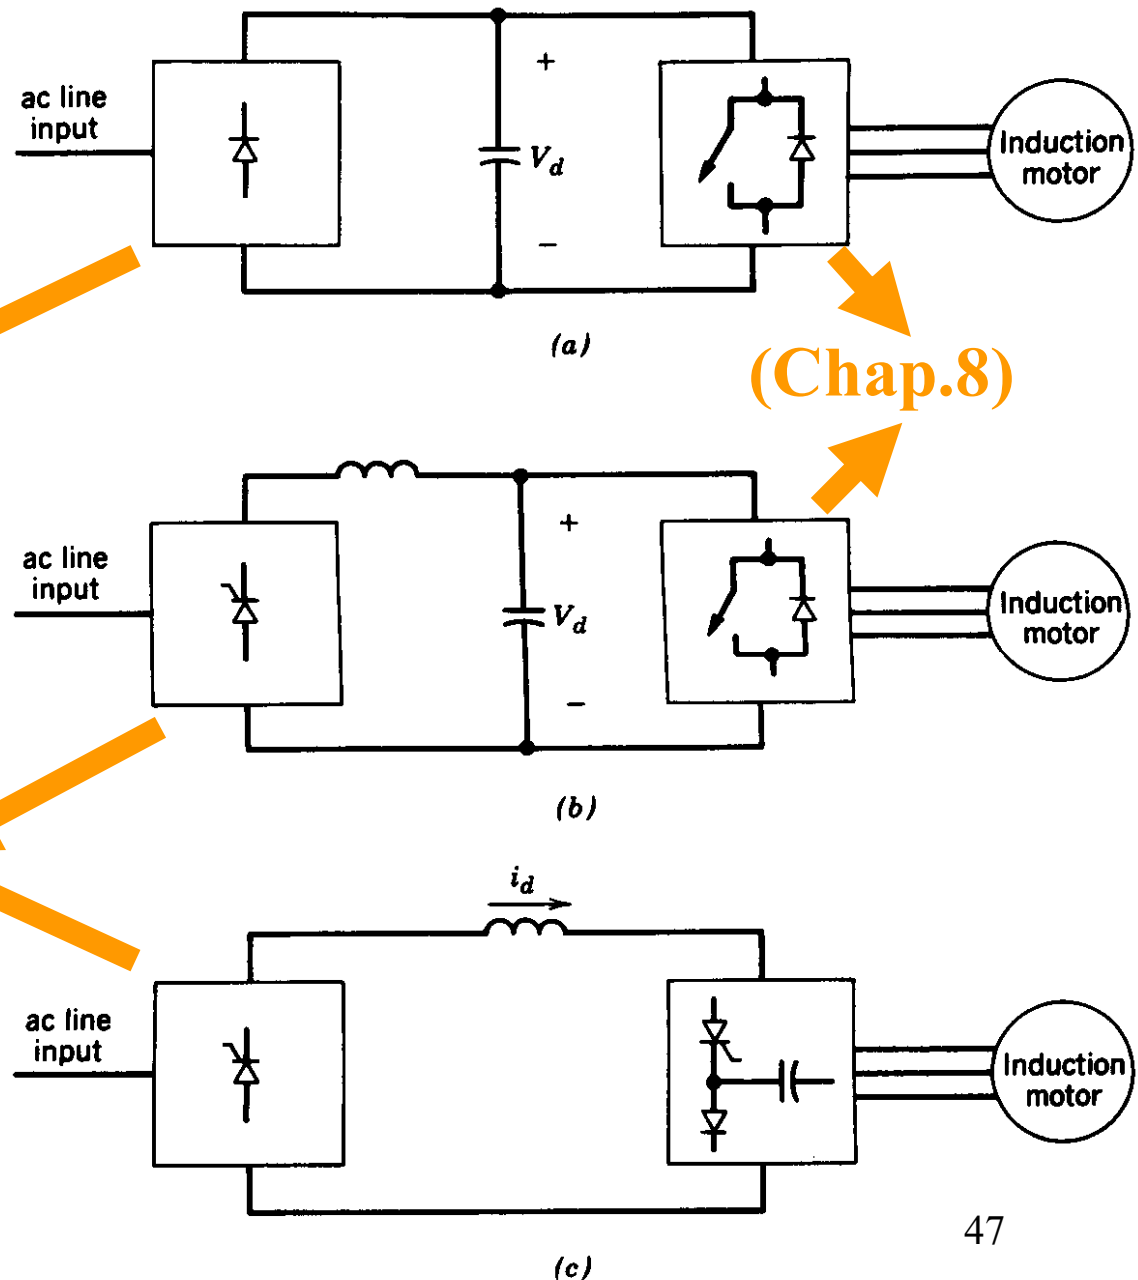 ac line
input
+
V_d
−
Induction
motor
(a)
(Chap.8)
ac line
input
+
V_d
−
Induction
motor
(b)
i_d
ac line
input
Induction
motor
(c)
47